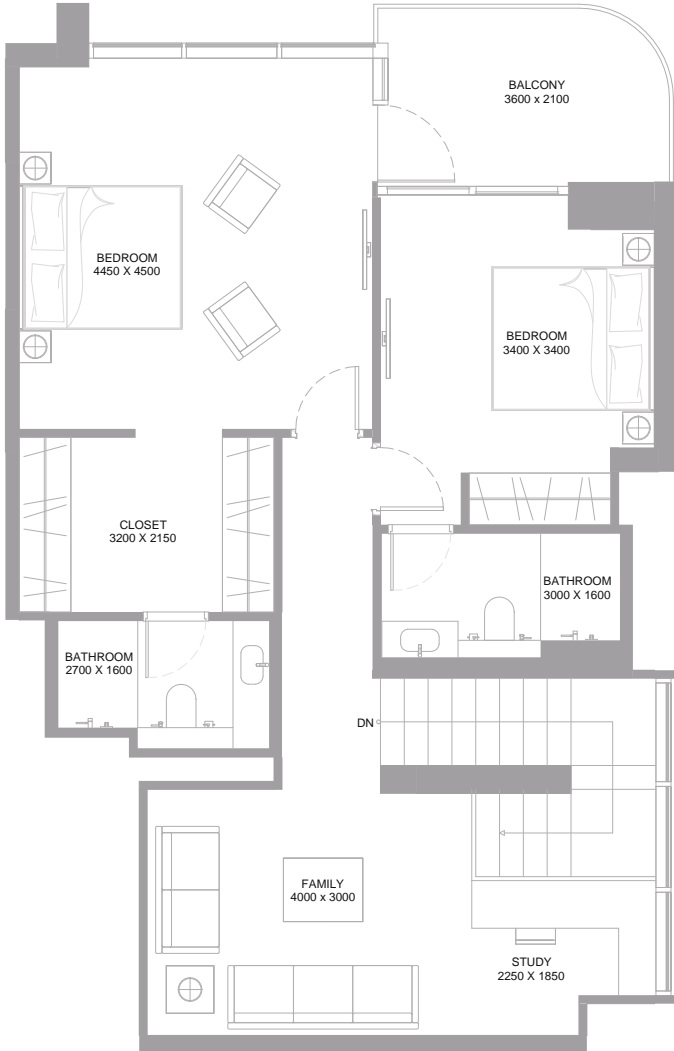 BALCONY
3600 x 2100
BEDROOM
4450 X 4500
BEDROOM
3400 X 3400
CLOSET
3200 X 2150
BATHROOM
3000 X 1600
BATHROOM
2700 X 1600
DN
FAMILY
4000 x 3000
STUDY
2250 X 1850